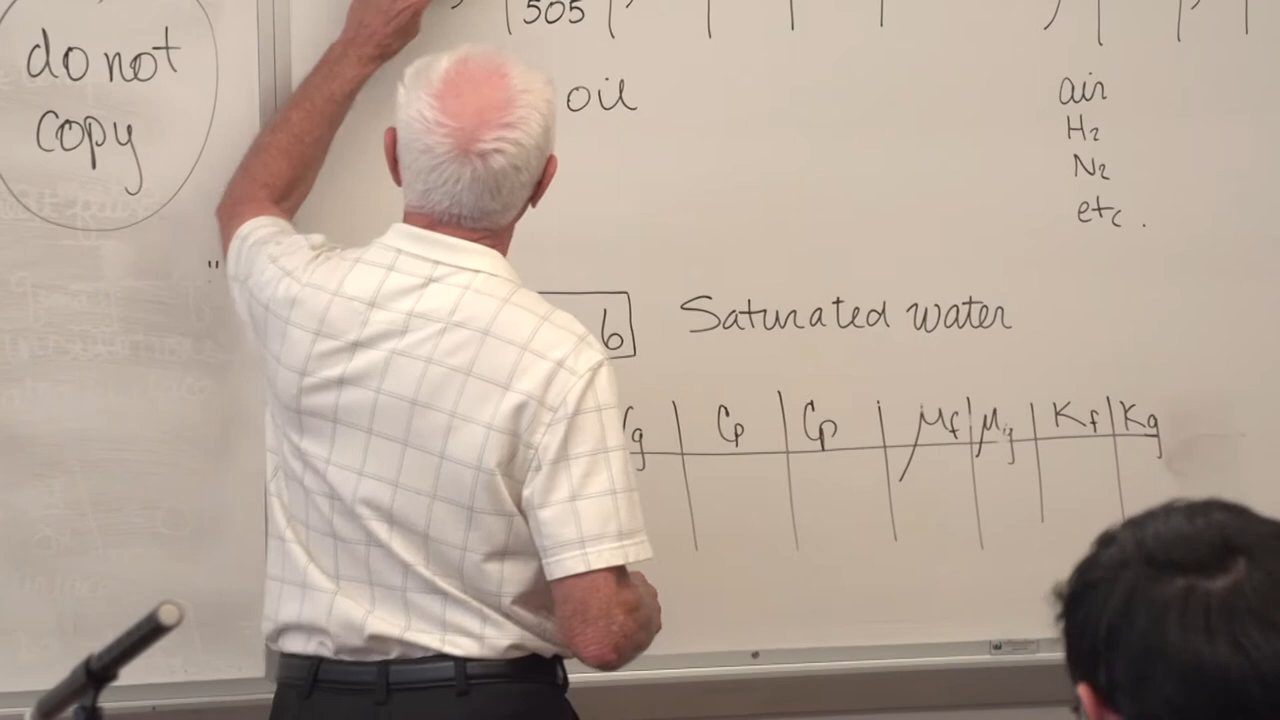 do not
copy
505
oil
air
H₂
N₂
etc.
"
6
Saturated water
g Cp Cp μf μg Kf Kg